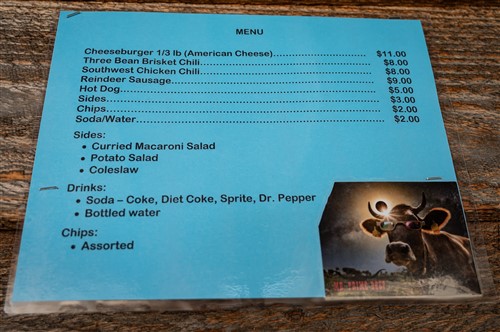 MENU
Cheeseburger 1/3 lb (American Cheese)........................ $11.00
Three Bean Brisket Chili............................................. $8.00
Southwest Chicken Chili............................................. $8.00
Reindeer Sausage..................................................... $9.00
Hot Dog................................................................... $5.00
Sides....................................................................... $3.00
Chips....................................................................... $2.00
Soda/Water.............................................................. $2.00
Sides:
• Curried Macaroni Salad
• Potato Salad
• Coleslaw
Drinks:
• Soda – Coke, Diet Coke, Sprite, Dr. Pepper
• Bottled water
Chips:
• Assorted